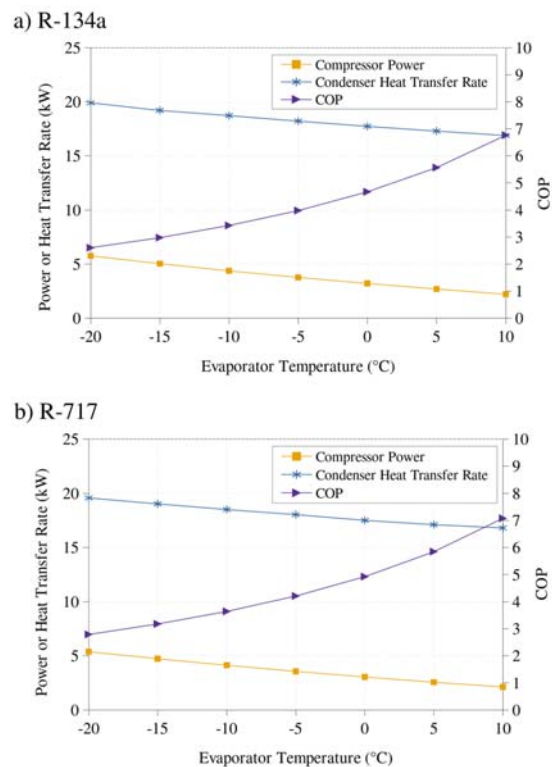 a) R-134a
25
20
15
10
5
0
Power or Heat Transfer Rate (kW)
Compressor Power
Condenser Heat Transfer Rate
COP
10
9
8
7
6
5
4
3
2
1
0
COP
-20 -15 -10 -5 0 5 10
Evaporator Temperature (°C)
b) R-717
25
20
15
10
5
0
Power or Heat Transfer Rate (kW)
Compressor Power
Condenser Heat Transfer Rate
COP
10
9
8
7
6
5
4
3
2
1
0
COP
-20 -15 -10 -5 0 5 10
Evaporator Temperature (°C)